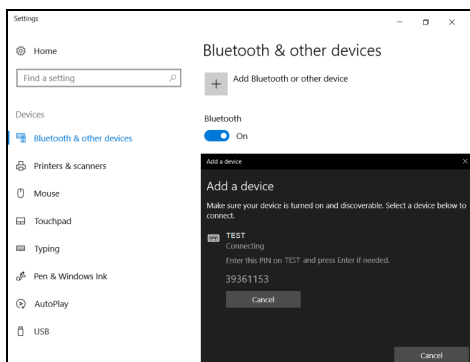 Settings
Home
Find a setting
Devices
Bluetooth & other devices
Printers & scanners
Mouse
Touchpad
Typing
Pen & Windows Ink
AutoPlay
USB
Bluetooth & other devices
Add Bluetooth or other device
Bluetooth
On
Add a device
Add a device
Make sure your device is turned on and discoverable. Select a device below to
connect.
TEST
Connecting
Enter this PIN on TEST and press Enter if needed.
39361153
Cancel
Cancel